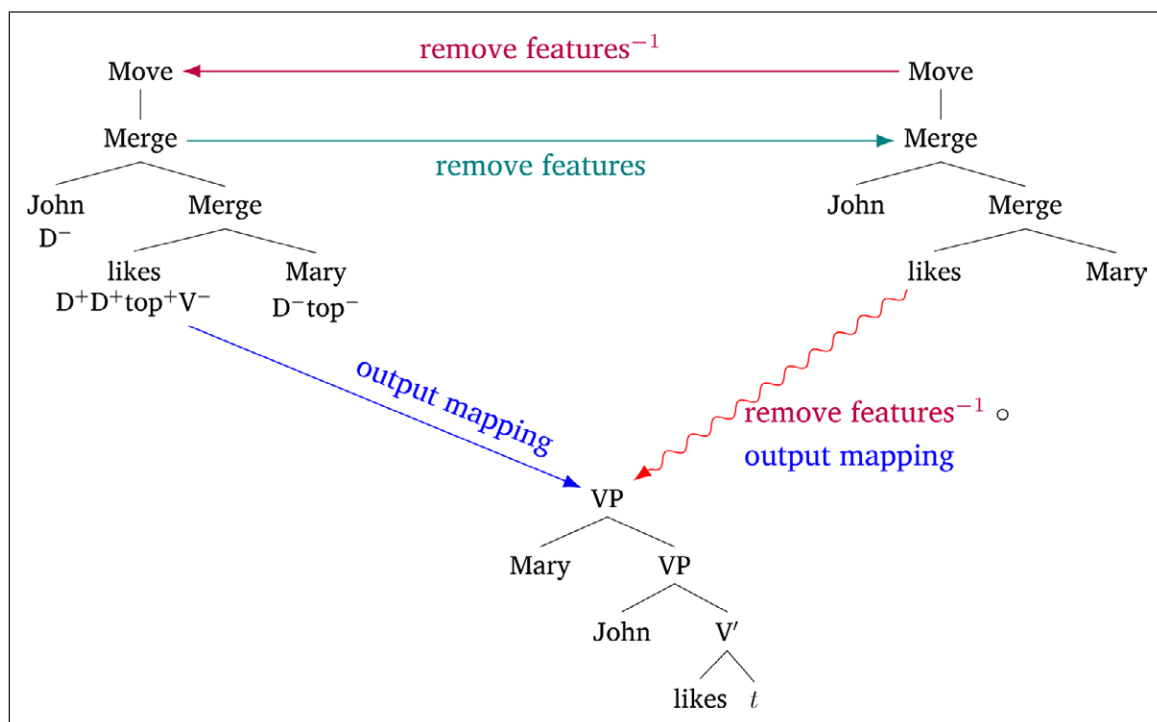 remove features⁻¹
Move Move
Merge Merge
remove features
John Merge John Merge
D⁻
likes Mary likes Mary
D⁺D⁺top⁺V⁻ D⁻top⁻
output mapping
remove features⁻¹ ∘
output mapping
VP
Mary VP
John V′
likes t